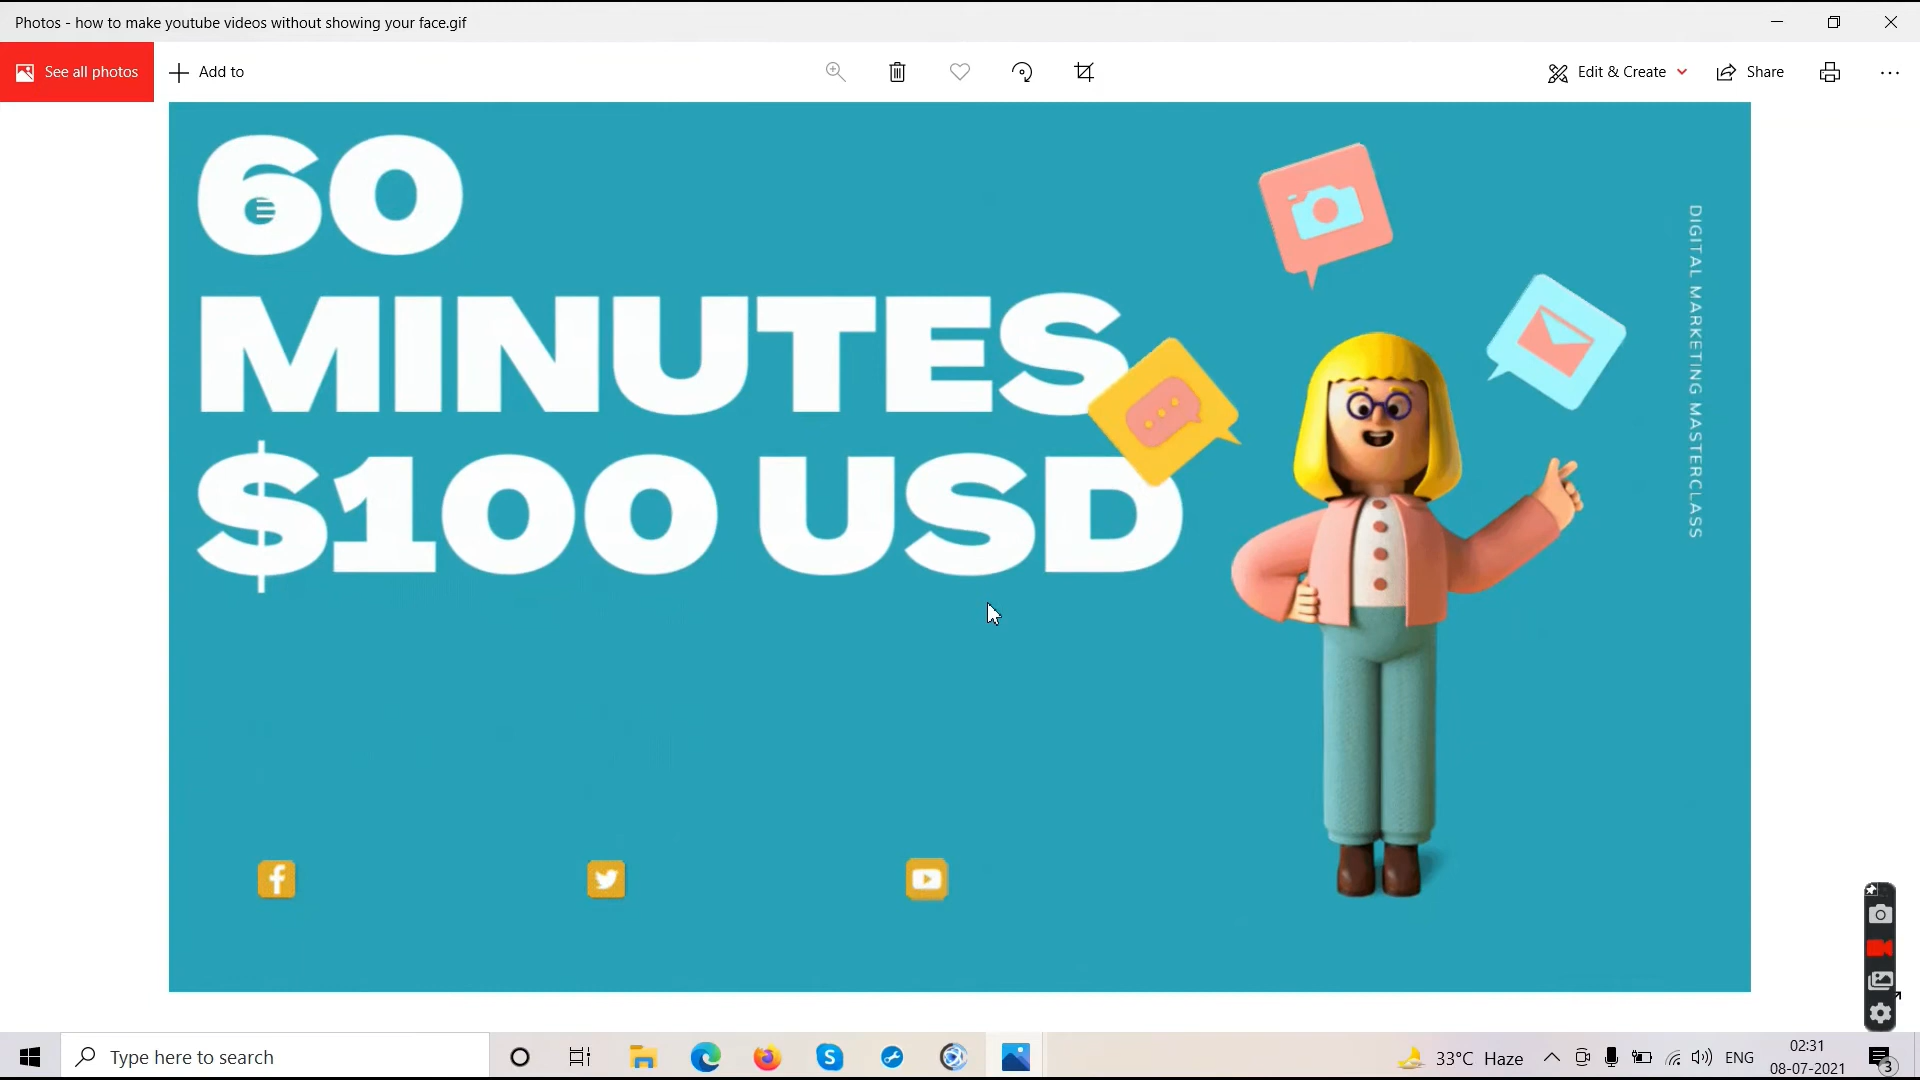 Photos - how to make youtube videos without showing your face.gif
See all photos
Add to
Edit & Create
Share
60
MINUTES
$100 USD
DIGITAL MARKETING MASTERCLASS
Type here to search
33°C Haze
ENG
02:31
08-07-2021
3